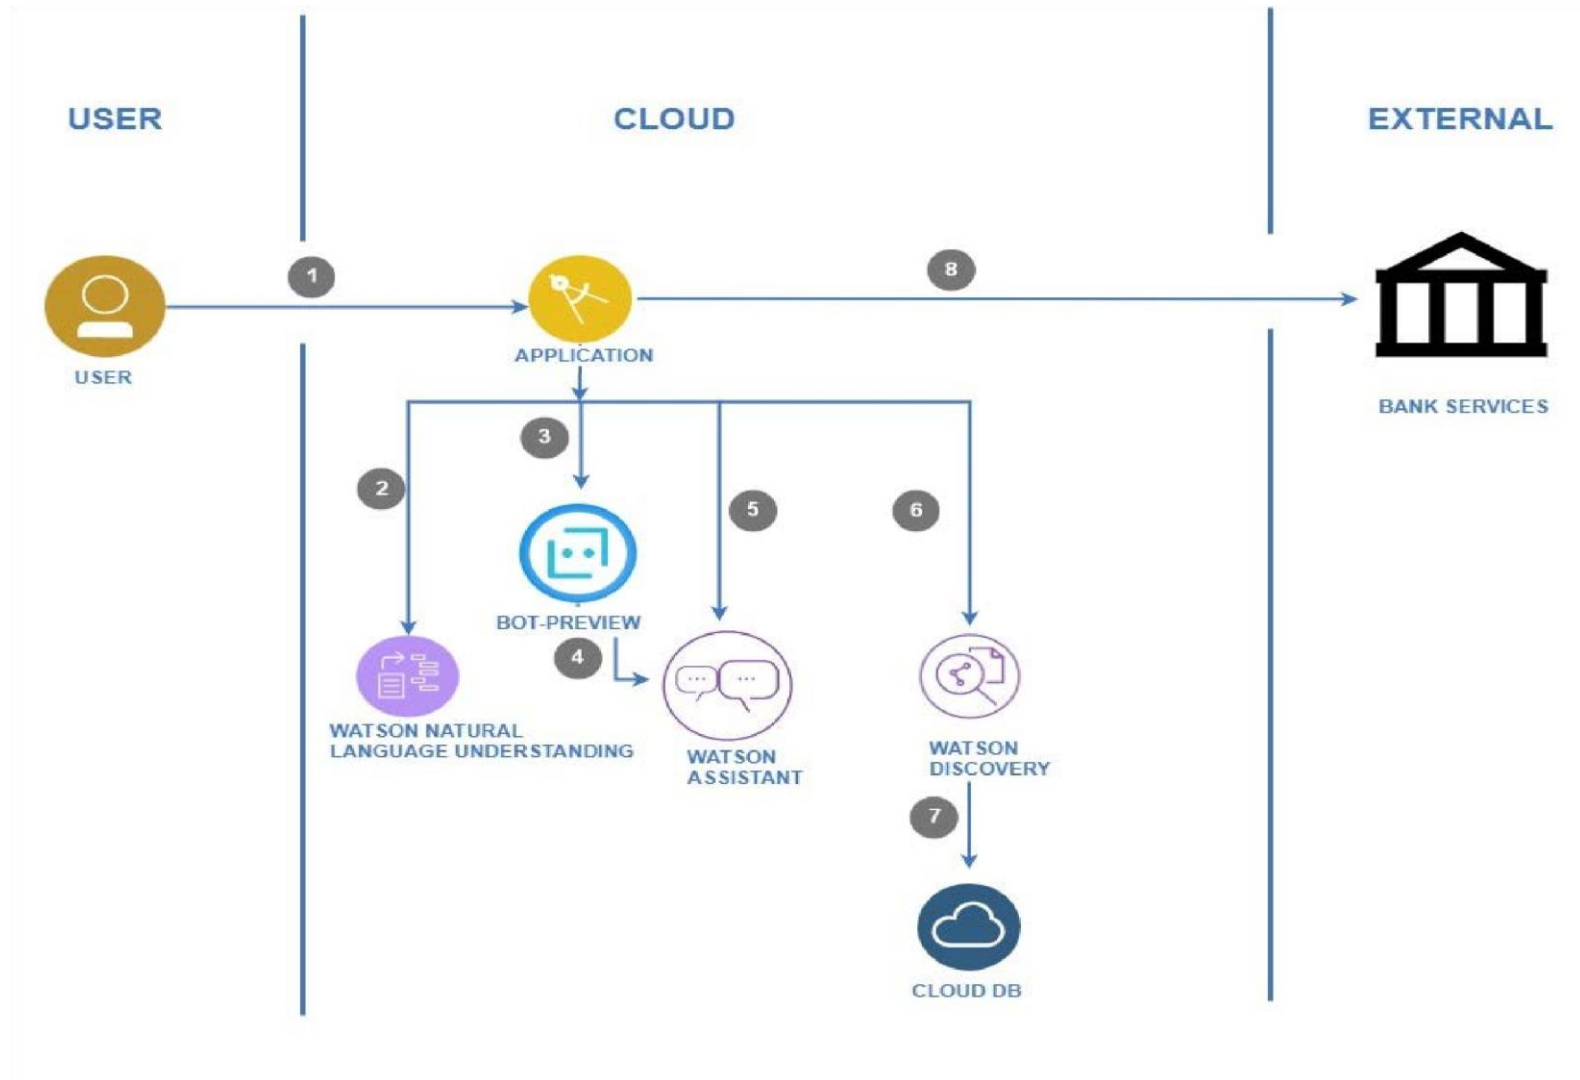 USER
CLOUD
EXTERNAL
1
8
USER
APPLICATION
BANK SERVICES
3
2
5
6
BOT-PREVIEW
4
WATSON NATURAL
LANGUAGE UNDERSTANDING
WATSON
ASSISTANT
WATSON
DISCOVERY
7
CLOUD DB